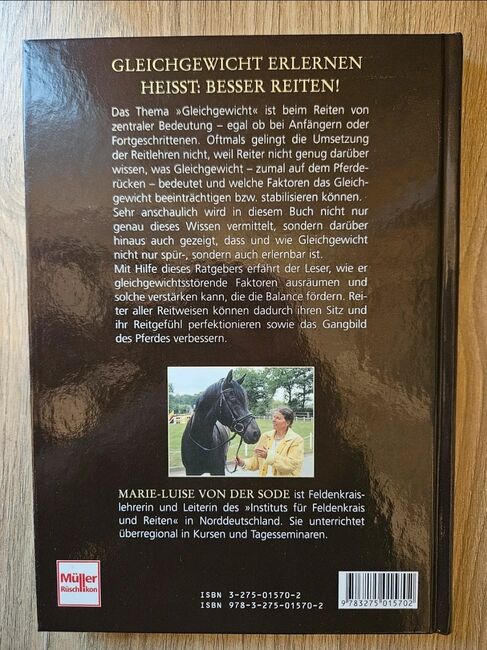 GLEICHGEWICHT ERLERNEN
HEISST: BESSER REITEN!
Das Thema »Gleichgewicht« ist beim Reiten von
zentraler Bedeutung – egal ob bei Anfängern oder
Fortgeschrittenen. Oftmals gelingt die Umsetzung
der Reitlehren nicht, weil Reiter nicht genug darüber
wissen, was Gleichgewicht – zumal auf dem Pferde-
rücken – bedeutet und welche Faktoren das Gleich-
gewicht beeinträchtigen bzw. stabilisieren können.
Sehr anschaulich wird in diesem Buch nicht nur
genau dieses Wissen vermittelt, sondern darüber
hinaus auch gezeigt, dass und wie Gleichgewicht
nicht nur spür-, sondern auch erlernbar ist.
Mit Hilfe dieses Ratgebers erfährt der Leser, wie er
gleichgewichtsstörende Faktoren ausräumen und
solche verstärken kann, die die Balance fördern. Rei-
ter aller Reitweisen können dadurch ihren Sitz und
ihr Reitgefühl perfektionieren sowie das Gangbild
des Pferdes verbessern.
MARIE-LUISE VON DER SODE ist Feldenkrais-
lehrerin und Leiterin des »Instituts für Feldenkrais
und Reiten« in Norddeutschland. Sie unterrichtet
überregional in Kursen und Tagesseminaren.
Müller
Rüschlikon
ISBN 3-275-01570-2
ISBN 978-3-275-01570-2
9 783275 015702